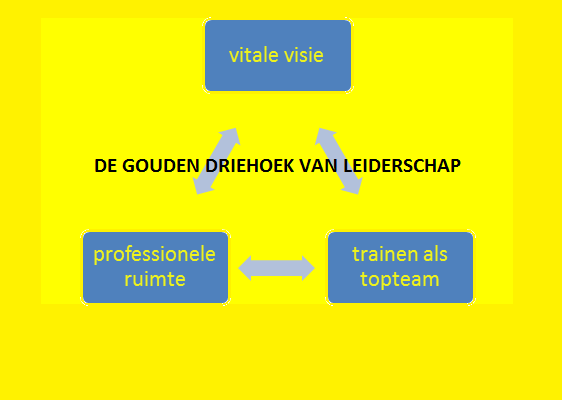 vitale visie
DE GOUDEN DRIEHOEK VAN LEIDERSCHAP
professionele
ruimte
trainen als
topteam